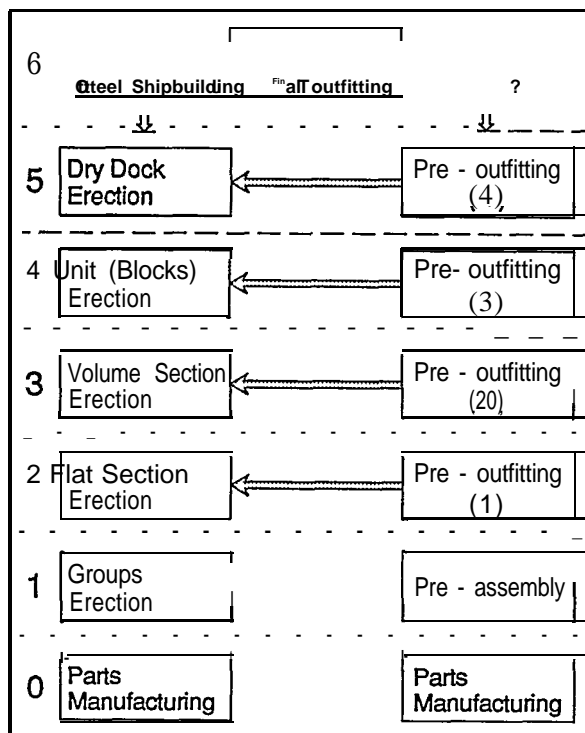 6
Steel Shipbuilding Final outfitting ?
5 Dry Dock Erection Pre - outfitting (4)
4 Unit (Blocks) Erection Pre- outfitting (3)
3 Volume Section Erection Pre - outfitting (20)
2 Flat Section Erection Pre - outfitting (1)
1 Groups Erection Pre - assembly
0 Parts Manufacturing Parts Manufacturing